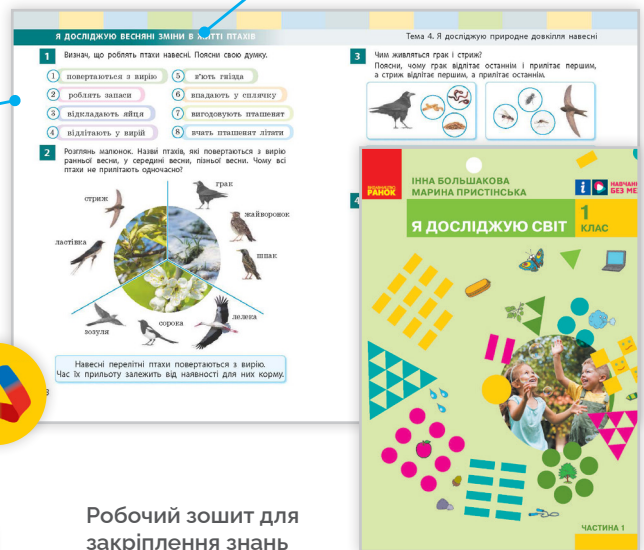 Я ДОСЛІДЖУЮ ВЕСНЯНІ ЗМІНИ В ЖИТТІ ПТАХІВ
1 Визнач, що роблять птахи навесні. Поясни свою думку.
1 повертаються з вирію
5 в'ють гнізда
2 роблять запаси
6 впадають у сплячку
3 відкладають яйця
7 вигодовують пташенят
4 відлітають у вирій
8 вчать пташенят літати
2 Розглянь малюнок. Назви птахів, які повертаються з вирію
ранньої весни, у середині весни, пізньої весни. Чому всі
птахи не прилітають одночасно?
грак
стриж
жайворонок
ластівка
шпак
лелека
сорока
зозуля
Навесні перелітні птахи повертаються з вирію.
Час їх прильоту залежить від наявності для них корму.
Тема 4. Я досліджую природне довкілля навесні
3 Чим живляться грак і стриж?
Поясни, чому грак відлітає останнім і прилітає першим,
а стриж відлітає першим, а прилітає останнім.
4
РАНОК
ІННА БОЛЬШАКОВА
МАРИНА ПРИСТІНСЬКА
НАВЧАН
БЕЗ МЕ
Я ДОСЛІДЖУЮ СВІТ
1
КЛАС
ЧАСТИНА 1
Робочий зошит для
закріплення знань